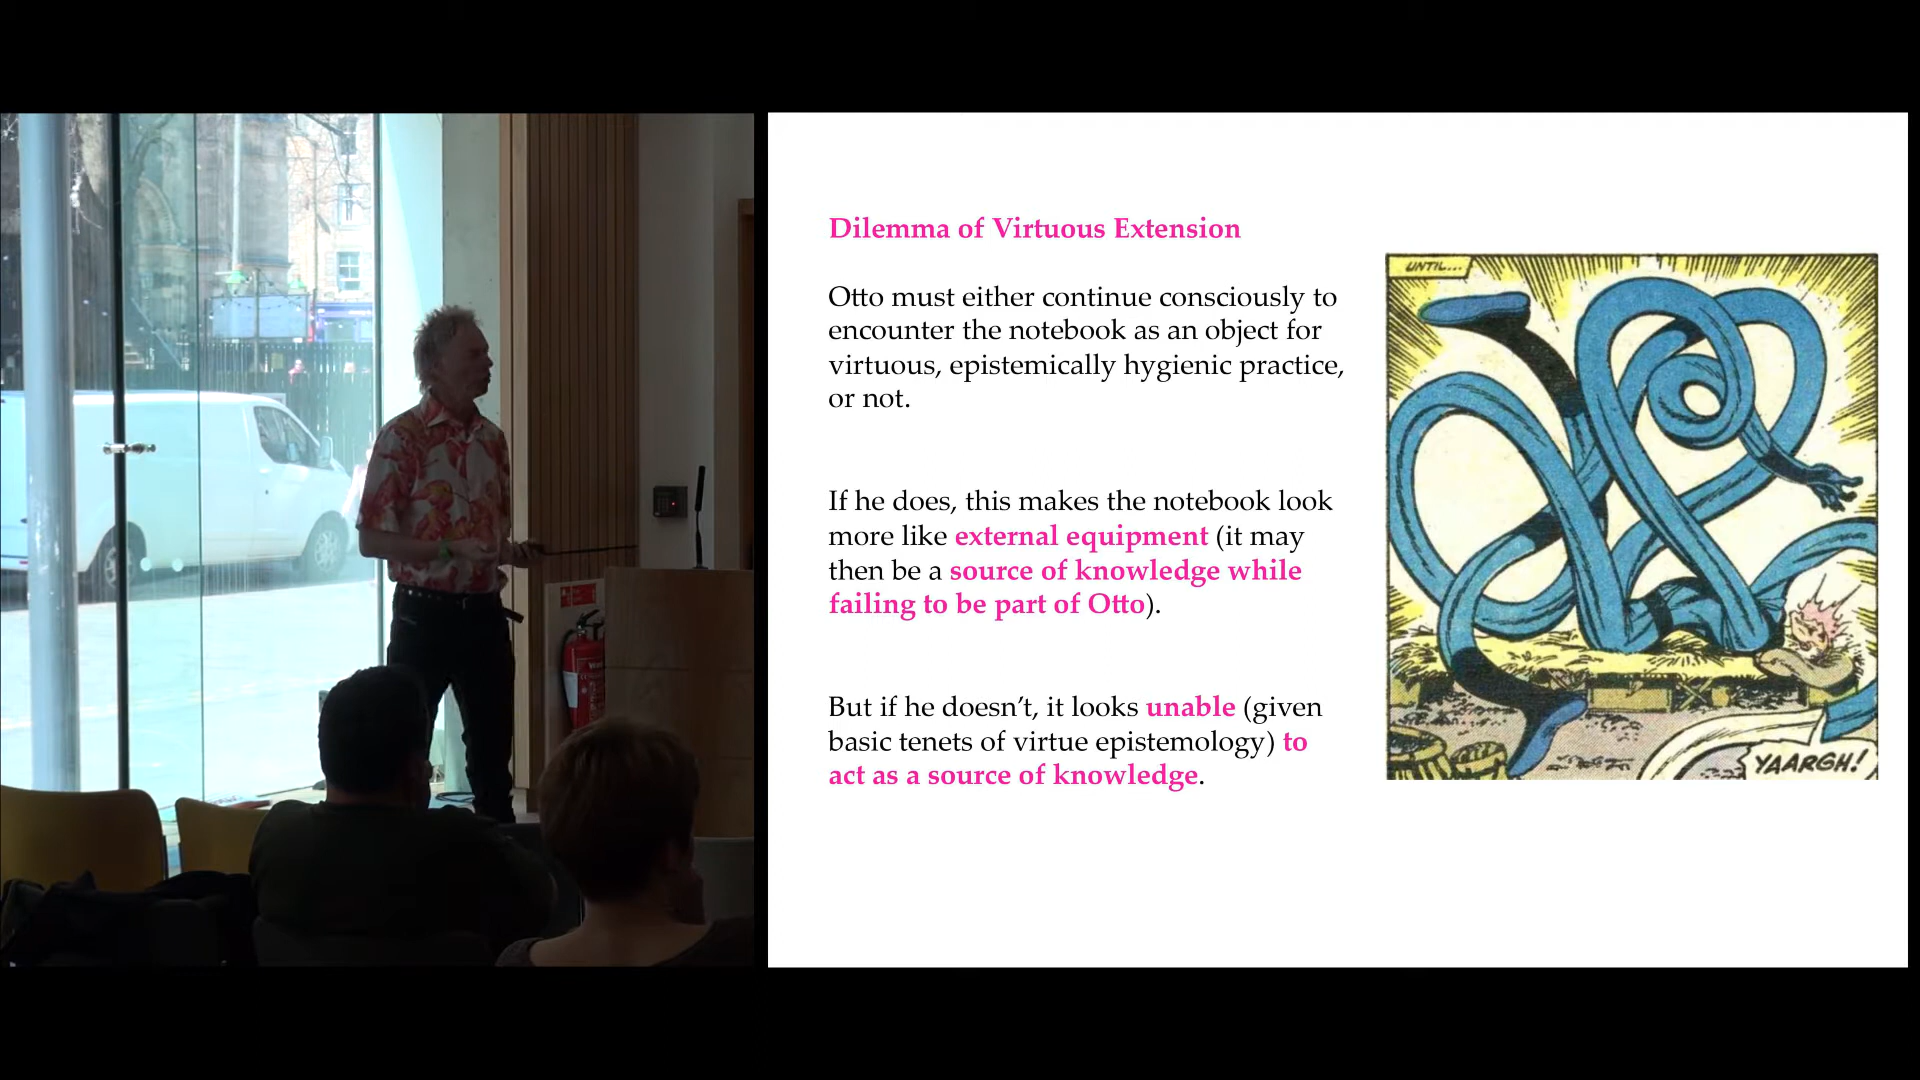 Dilemma of Virtuous Extension
Otto must either continue consciously to
encounter the notebook as an object for
virtuous, epistemically hygienic practice,
or not.
If he does, this makes the notebook look
more like external equipment (it may
then be a source of knowledge while
failing to be part of Otto).
But if he doesn't, it looks unable (given
basic tenets of virtue epistemology) to
act as a source of knowledge.
UNTIL...
YAARGH!